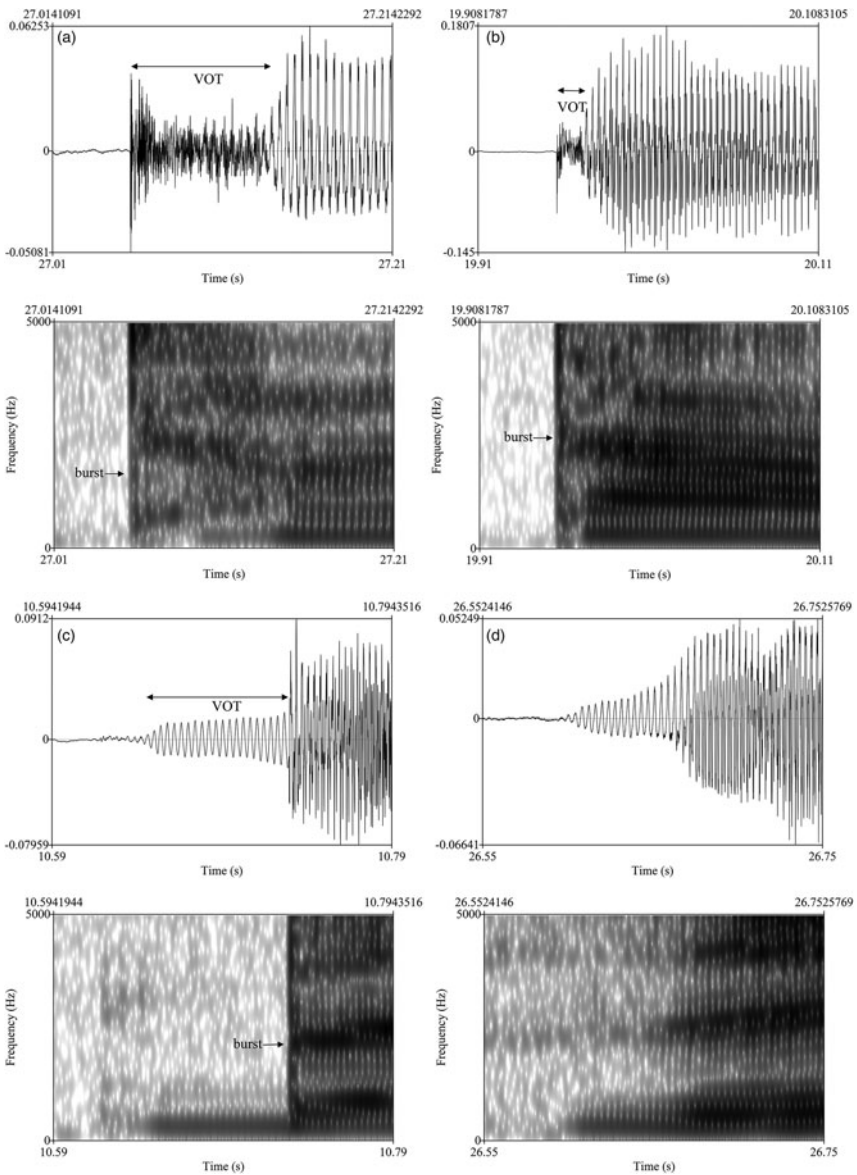 27.0141091 27.2142292
0.06253
(a)
VOT
0
-0.05081
27.01 27.21
Time (s)
19.9081787 20.1083105
0.1807
(b)
VOT
0
-0.145
19.91 20.11
Time (s)
27.0141091 27.2142292
5000
Frequency (Hz)
burst
0
27.01 27.21
Time (s)
19.9081787 20.1083105
5000
Frequency (Hz)
burst
0
19.91 20.11
Time (s)
10.5941944 10.7943516
0.0912
(c)
VOT
0
-0.07959
10.59 10.79
Time (s)
26.5524146 26.7525769
0.05249
(d)
0
-0.06641
26.55 26.75
Time (s)
10.5941944 10.7943516
5000
Frequency (Hz)
burst
0
10.59 10.79
Time (s)
26.5524146 26.7525769
5000
Frequency (Hz)
0
26.55 26.75
Time (s)